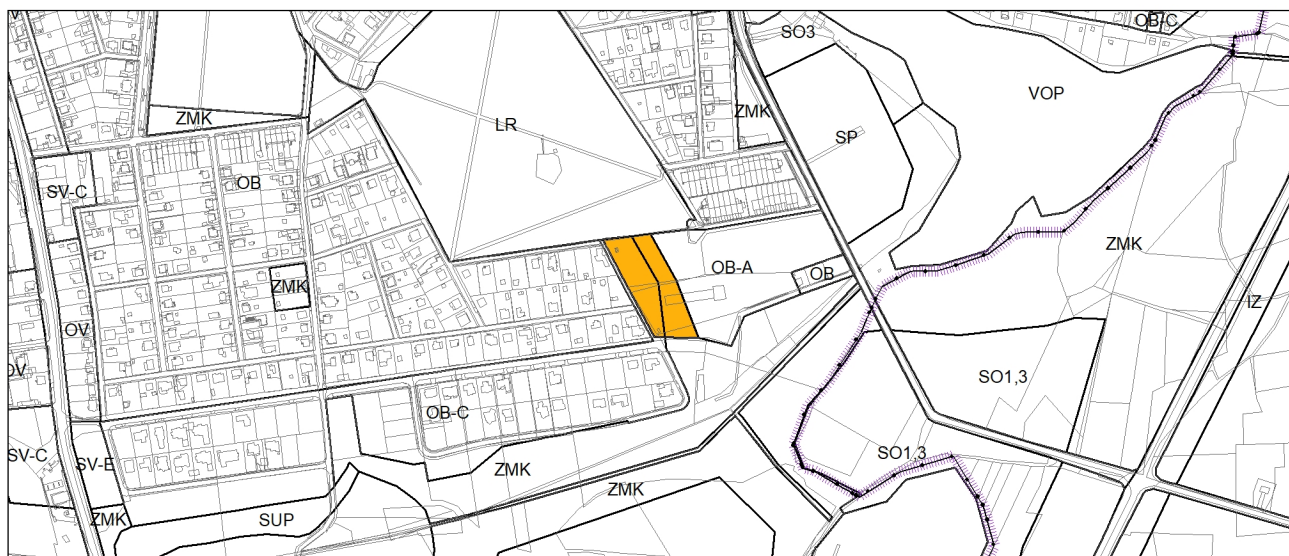 OB-C
SO3
VOP
ZMK
ZMK
LR
SP
SV-C
OB
ZMK
OB-A
OB
ZMK
IZ
OV
OV
SO1,3
OB-C
SV-C
SV-E
ZMK
SO1,3
ZMK
ZMK
SUP